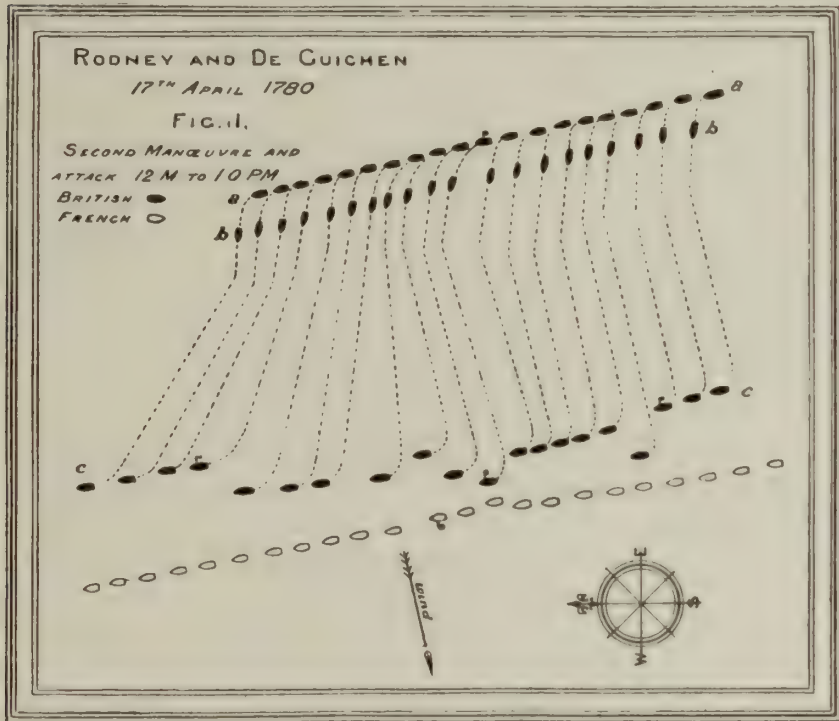 RODNEY AND DE GUICHEN
17TH APRIL 1780
FIG. 11.
SECOND MANŒUVRE AND
ATTACK 12 M TO 1 0 PM
BRITISH
FRENCH
a
a
b
b
c
c
WIND
E
S
W